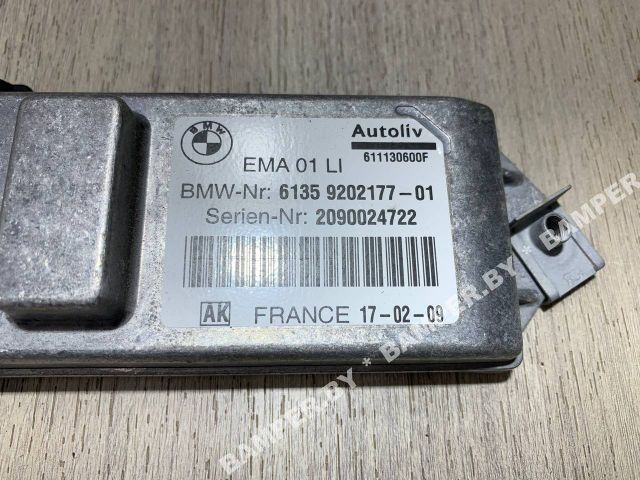 BMW
Autoliv
611130600F
EMA 01 LI
BMW-Nr: 6135 9202177-01
Serien-Nr: 2090024722
AK FRANCE 17-02-09
BAMPER.BY * BAMPER.BY * BAMPER.BY